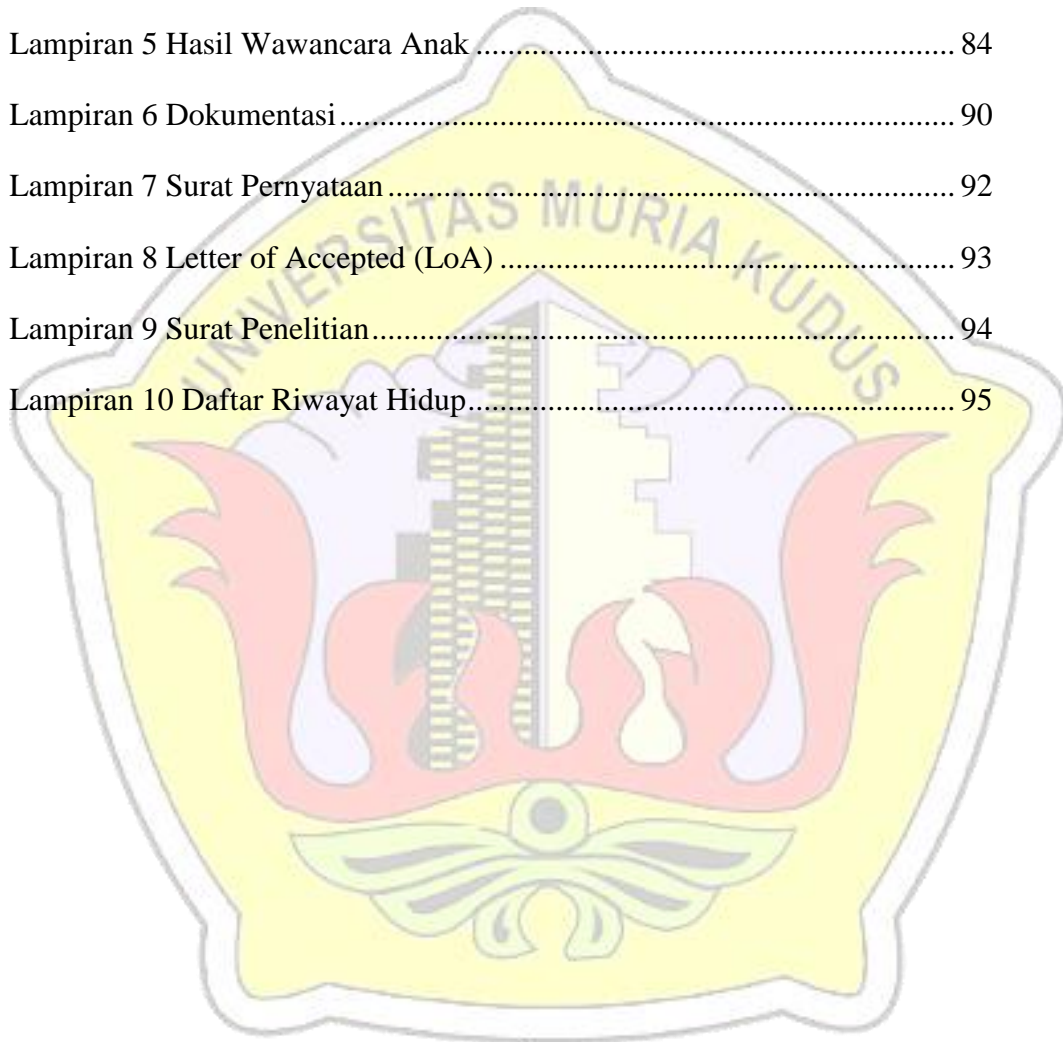 Lampiran 5 Hasil Wawancara Anak ........................................................... 84
Lampiran 6 Dokumentasi ............................................................................ 90
Lampiran 7 Surat Pernyataan ...................................................................... 92
Lampiran 8 Letter of Accepted (LoA) ........................................................ 93
Lampiran 9 Surat Penelitian ........................................................................ 94
Lampiran 10 Daftar Riwayat Hidup ............................................................ 95
UNIVERSITAS MURIA KUDUS